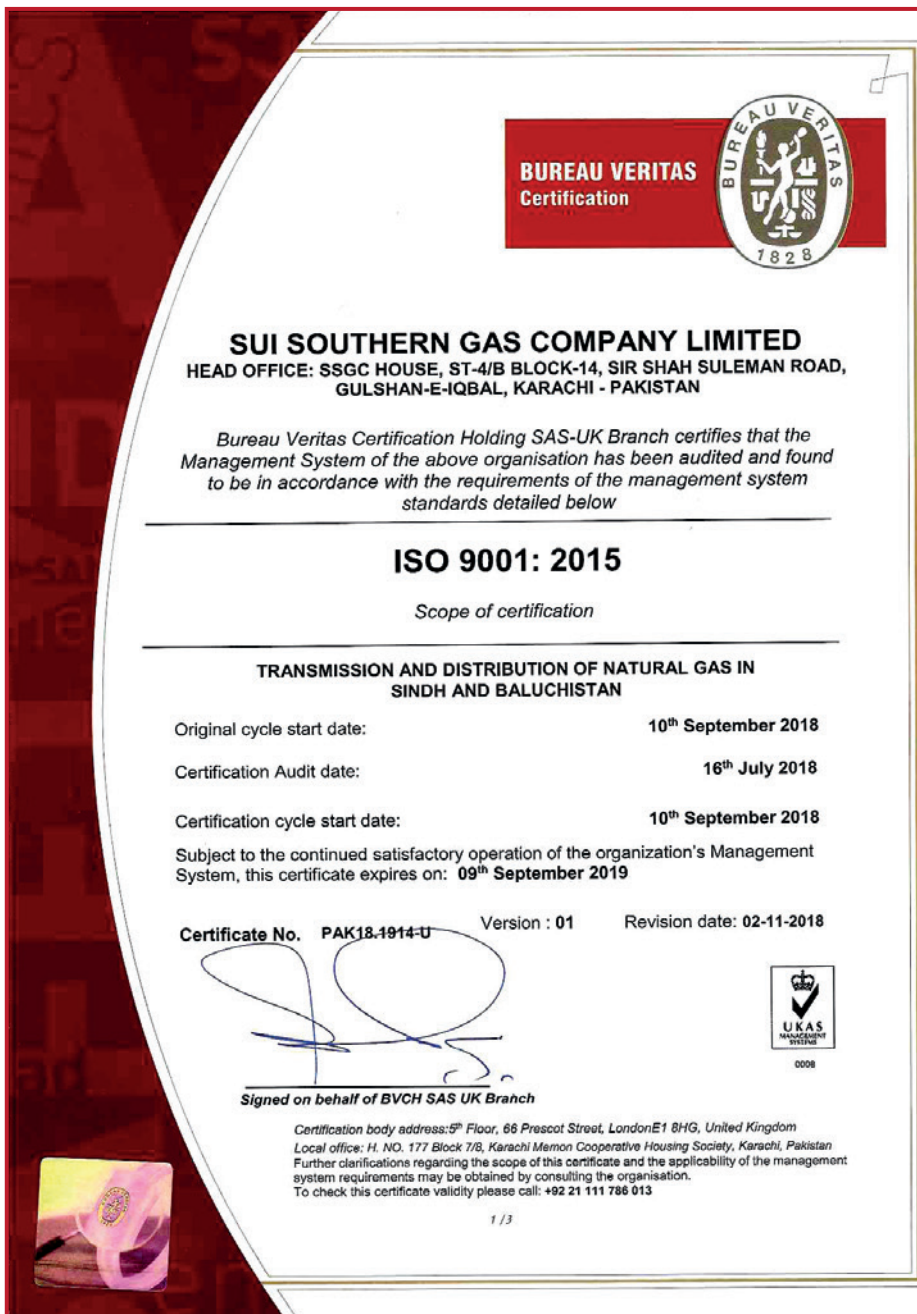 BUREAU VERITAS
Certification
BUREAU VERITAS
1828
SUI SOUTHERN GAS COMPANY LIMITED
HEAD OFFICE: SSGC HOUSE, ST-4/B BLOCK-14, SIR SHAH SULEMAN ROAD,
GULSHAN-E-IQBAL, KARACHI - PAKISTAN
Bureau Veritas Certification Holding SAS-UK Branch certifies that the
Management System of the above organisation has been audited and found
to be in accordance with the requirements of the management system
standards detailed below
ISO 9001: 2015
Scope of certification
TRANSMISSION AND DISTRIBUTION OF NATURAL GAS IN
SINDH AND BALUCHISTAN
Original cycle start date: 10th September 2018
Certification Audit date: 16th July 2018
Certification cycle start date: 10th September 2018
Subject to the continued satisfactory operation of the organization's Management
System, this certificate expires on: 09th September 2019
Certificate No. PAK18.1914-U Version : 01 Revision date: 02-11-2018
UKAS
MANAGEMENT
SYSTEMS
0008
Signed on behalf of BVCH SAS UK Branch
Certification body address:5th Floor, 66 Prescot Street, LondonE1 8HG, United Kingdom
Local office: H. NO. 177 Block 7/8, Karachi Memon Cooperative Housing Society, Karachi, Pakistan
Further clarifications regarding the scope of this certificate and the applicability of the management
system requirements may be obtained by consulting the organisation.
To check this certificate validity please call: +92 21 111 786 013
1 /3